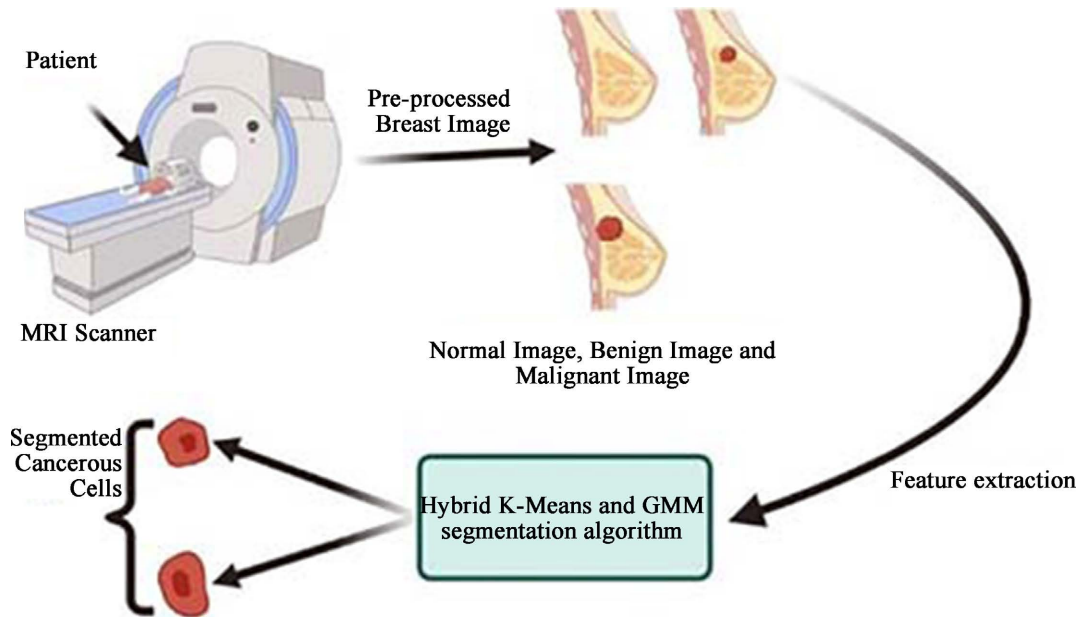 Patient
Pre-processed
Breast Image
MRI Scanner
Normal Image, Benign Image and
Malignant Image
Segmented
Cancerous
Cells
Hybrid K-Means and GMM
segmentation algorithm
Feature extraction